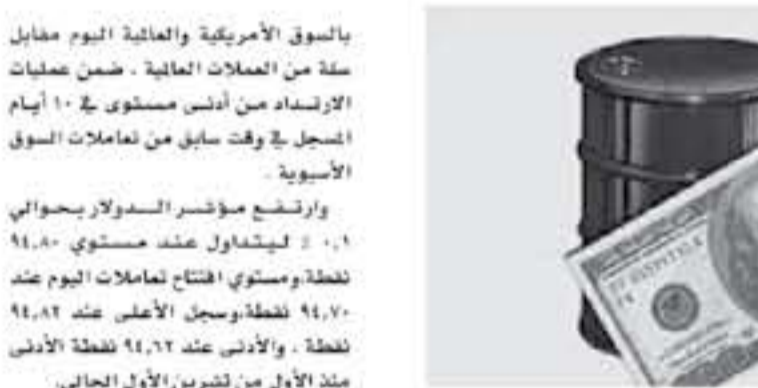 بالسوق الأمريكية والعالمية اليوم مقابل
سلة من العملات العالمية ، ضمن عمليات
الارتداد من أدنى مستوى في ١٠ أيام
المسجل في وقت سابق من تعاملات السوق
الأسيوية .
وارتفع مؤشر الدولار بحوالي
٠،١ ٪ ليتداول عند مستوي ٩٤،٨٠
نقطة،ومستوي افتتاح تعاملات اليوم عند
٩٤،٧٠ نقطة،وسجل الأعلى عند ٩٤،٨٢
نقطة ، والأدنى عند ٩٤،٦٢ نقطة الأدنى
منذ الأول من تشرين الأول الحالي.